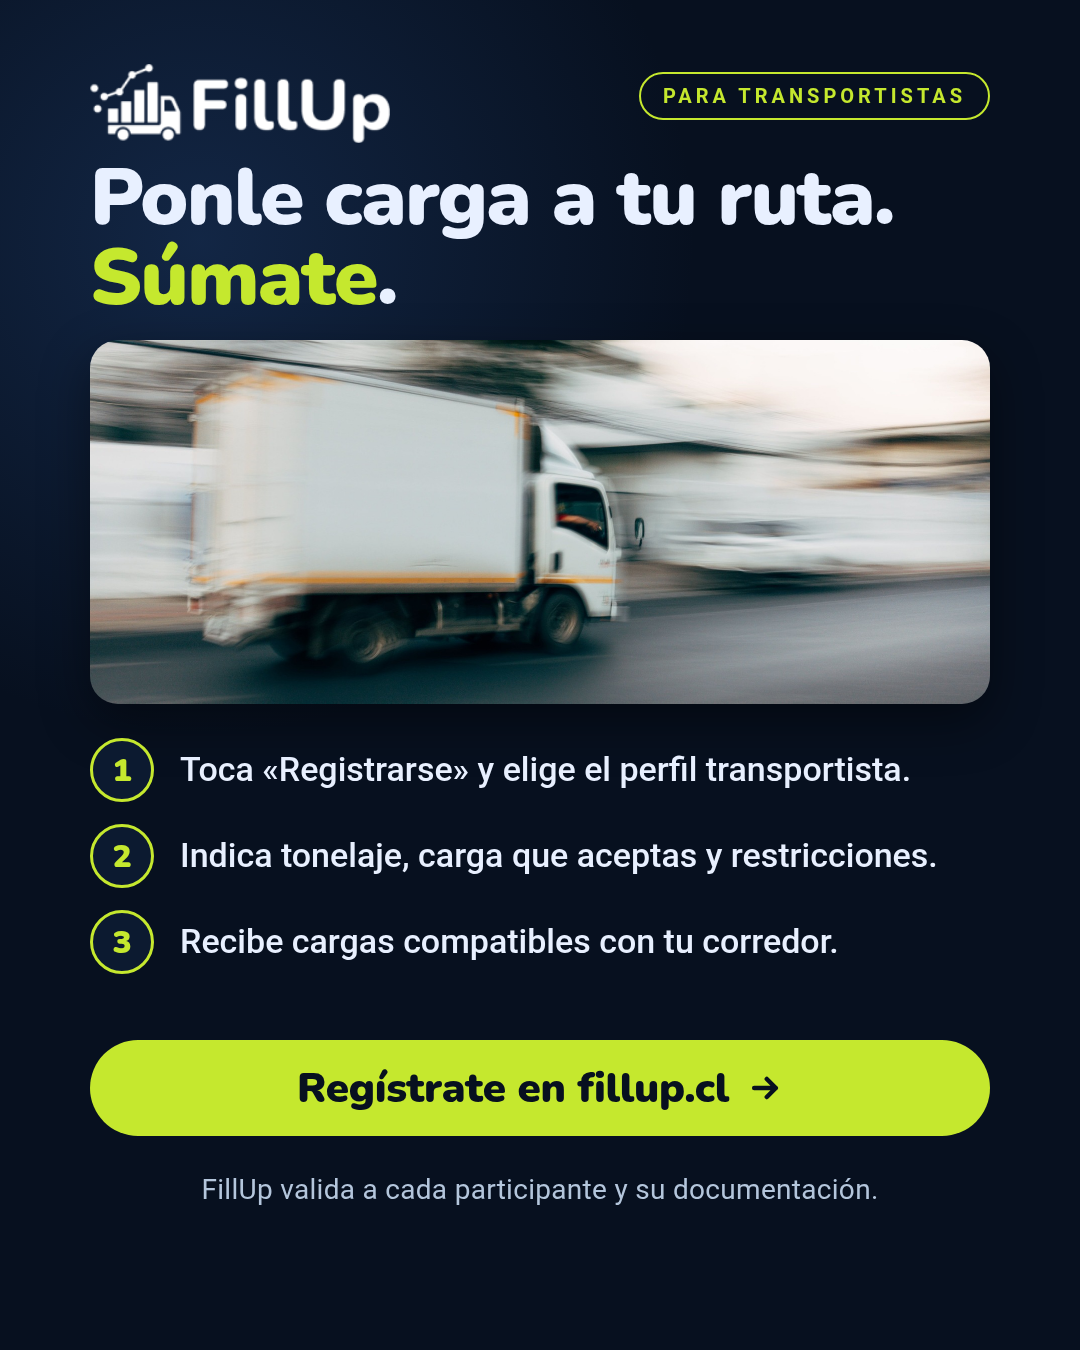 FillUp
PARA TRANSPORTISTAS
Ponle carga a tu ruta.
Súmate.
1 Toca «Registrarse» y elige el perfil transportista.
2 Indica tonelaje, carga que aceptas y restricciones.
3 Recibe cargas compatibles con tu corredor.
Regístrate en fillup.cl →
FillUp valida a cada participante y su documentación.